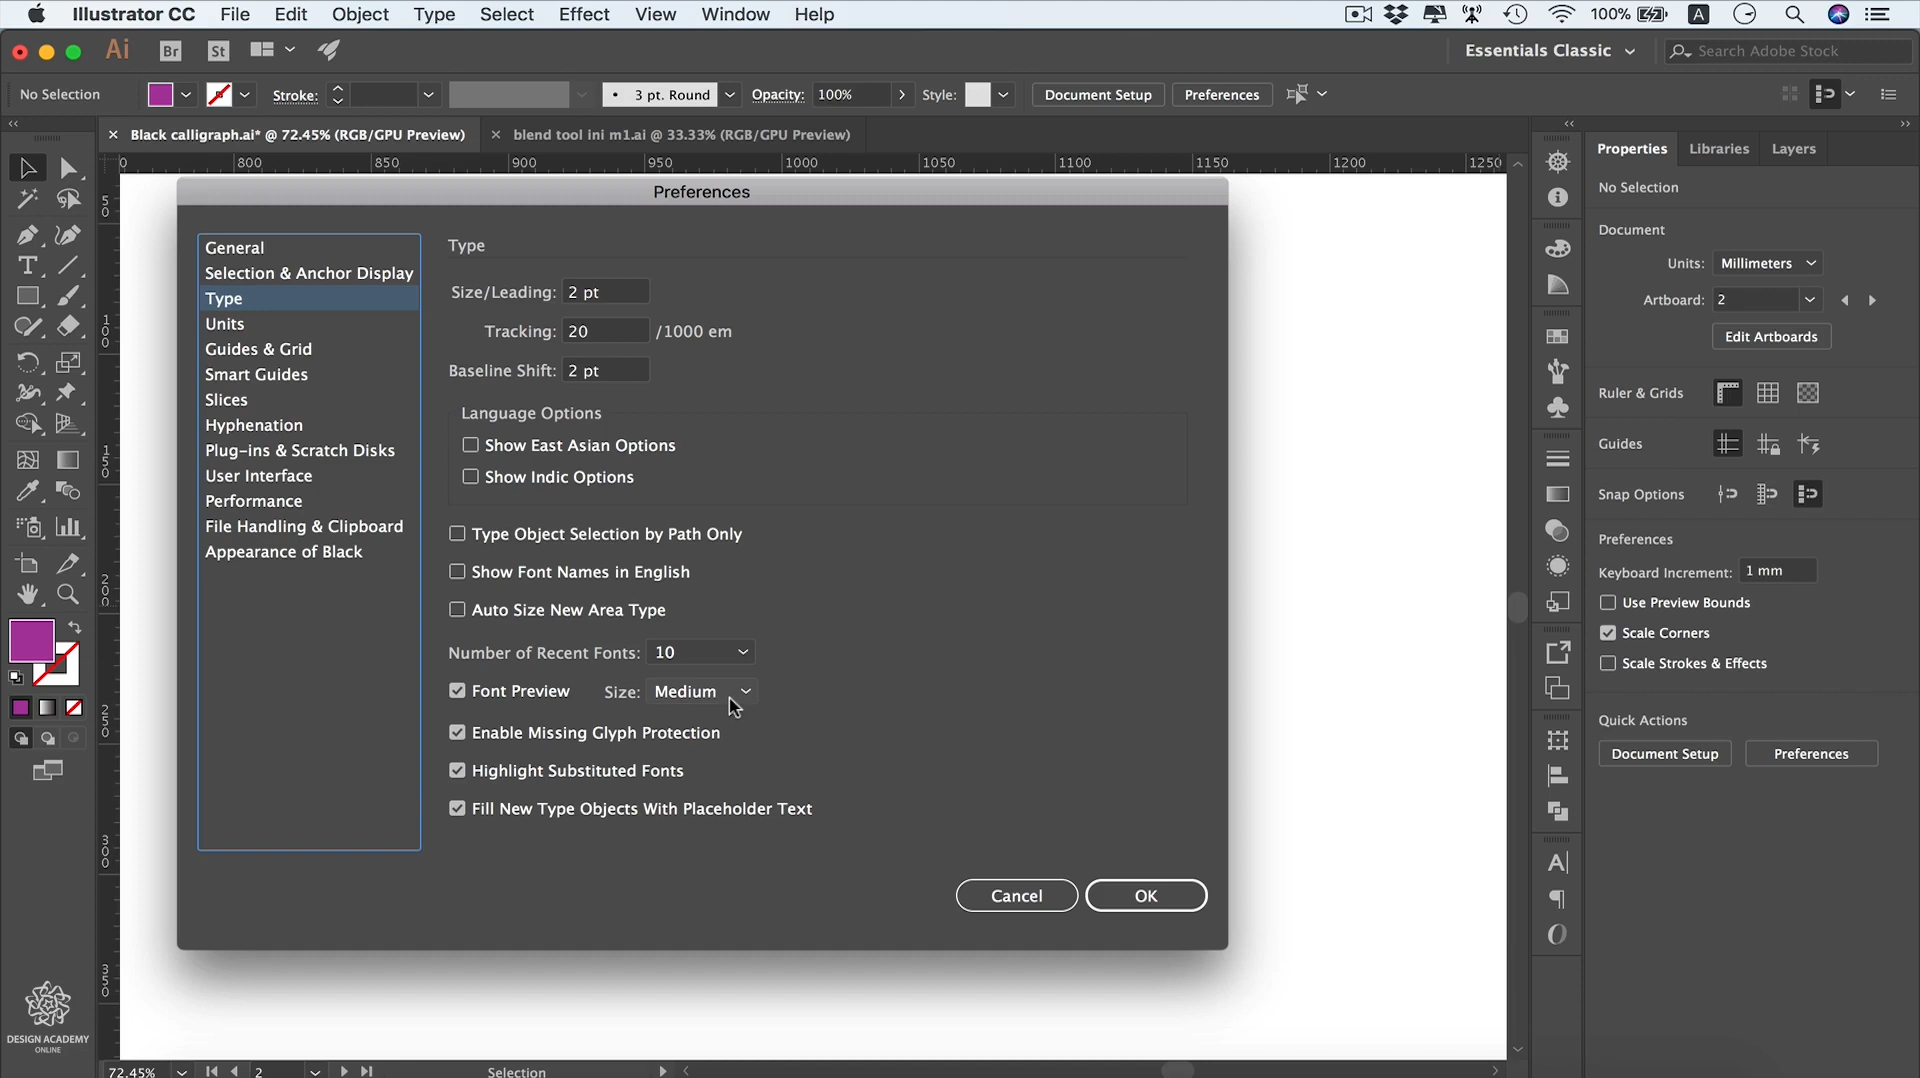 Illustrator CC File Edit Object Type Select Effect View Window Help 100% A
Ai Br St Essentials Classic Search Adobe Stock
No Selection Stroke: 3 pt. Round Opacity: 100% Style: Document Setup Preferences
Black calligraph.ai* @ 72.45% (RGB/GPU Preview) blend tool ini m1.ai @ 33.33% (RGB/GPU Preview)
0 800 850 900 950 1000 1050 1100 1150 1200 1250
50
100
150
200
250
300
350
Preferences
General
Selection & Anchor Display
Type
Units
Guides & Grid
Smart Guides
Slices
Hyphenation
Plug-ins & Scratch Disks
User Interface
Performance
File Handling & Clipboard
Appearance of Black
Type
Size/Leading: 2 pt
Tracking: 20 /1000 em
Baseline Shift: 2 pt
Language Options
Show East Asian Options
Show Indic Options
Type Object Selection by Path Only
Show Font Names in English
Auto Size New Area Type
Number of Recent Fonts: 10
Font Preview Size: Medium
Enable Missing Glyph Protection
Highlight Substituted Fonts
Fill New Type Objects With Placeholder Text
Cancel OK
Properties Libraries Layers
No Selection
Document
Units: Millimeters
Artboard: 2
Edit Artboards
Ruler & Grids
Guides
Snap Options
Preferences
Keyboard Increment: 1 mm
Use Preview Bounds
Scale Corners
Scale Strokes & Effects
Quick Actions
Document Setup Preferences
DESIGN ACADEMY
ONLINE
72.45% 2 Selection